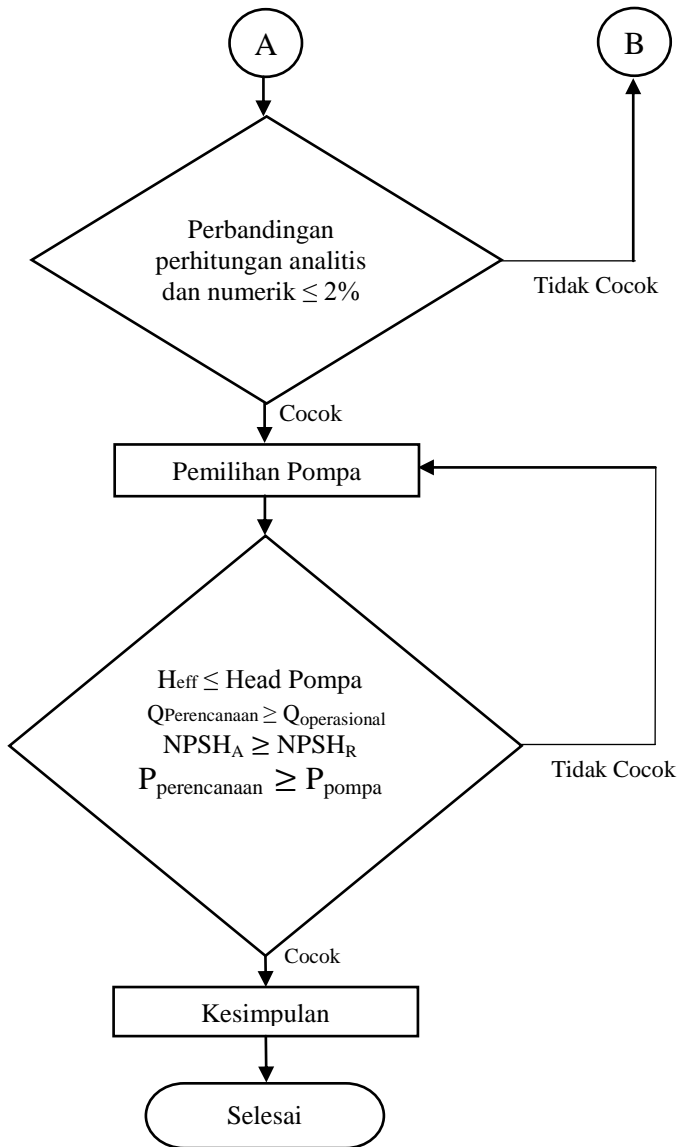 A
B
Perbandingan
perhitungan analitis
dan numerik ≤ 2%
Tidak Cocok
Cocok
Pemilihan Pompa
Heff ≤ Head Pompa
QPerencanaan ≥ Qoperasional
NPSHA ≥ NPSHR
Pperencanaan ≥ Ppompa
Tidak Cocok
Cocok
Kesimpulan
Selesai